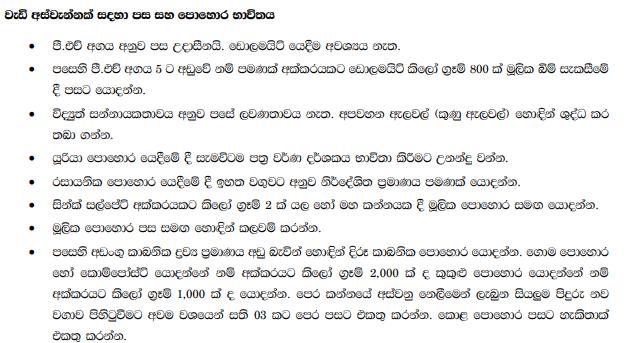 වැඩි අස්වැන්නක් සදහා පස සහ පොහොර භාවිතය
• පී.එච් අගය අනුව පස උදාසීනයි. ඩොලමයිට් යෙදීම අවශ්‍යය නැත.
• පසෙහි පී.එච් අගය 5 ට අඩුවේ නම් පමණක් අක්කරයකට ඩොලමයිට් කිලෝ ග්‍රෑම් 800 ක් මූලික බිම් සැකසීමේ
දී පසට යොදන්න.
• විද්‍යුත් සන්නායකතාවය අනුව පසේ ලවණතාවය නැත. අපවහන ඇලවල් (කුණු ඇලවල්) හොඳින් ශුද්ධ කර
තබා ගන්න.
• යූරියා පොහොර යෙදීමේ දී සැමවිටම පත්‍ර වර්ණ දර්ශකය භාවිතා කිරීමට උනන්දු වන්න.
• රසායනික පොහොර යෙදීමේ දී ඉහත වගුවට අනුව නිර්දේශිත ප්‍රමාණය පමණක් යොදන්න.
• සින්ක් සල්පේට් අක්කරයකට කිලෝ ග්‍රෑම් 2 ක් යල හෝ මහ කන්නයක දී මූලික පොහොර සමඟ යොදන්න.
• මූලික පොහොර පස සමඟ හොඳින් කලවම් කරන්න.
• පසෙහි අඩංගු කාබනික ද්‍රව්‍ය ප්‍රමාණය අඩු බැවින් හොඳින් දිරූ කාබනික පොහොර යොදන්න. ගොම පොහොර
හෝ කොම්පෝස්ට් යොදන්නේ නම් අක්කරයට කිලෝ ග්‍රෑම් 2,000 ක් ද කුකුළු පොහොර යොදන්නේ නම්
අක්කරයකට කිලෝ ග්‍රෑම් 1,000 ක් ද යොදන්න. පෙර කන්නයේ අස්වනු නෙලීමෙන් ලැබුන සියලුම පිදුරු නව
වගාව පිහිටුවීමට අවම වශයෙන් සති 03 කට පෙර පසට එකතු කරන්න. කොළ පොහොර පසට හැකිතාක්
එකතු කරන්න.